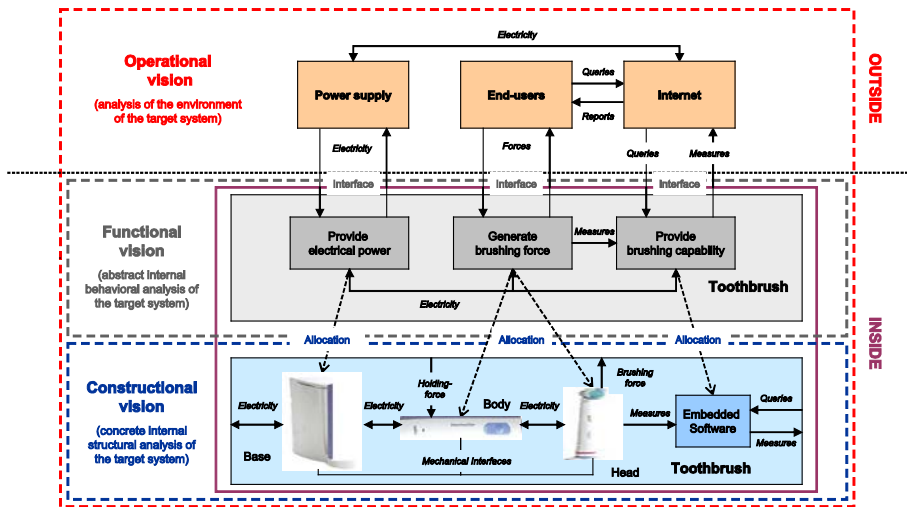 Electricity
Operational
vision
(analysis of the environment
of the target system)
Power supply
End-users
Queries
Reports
Internet
OUTSIDE
Electricity
Forces
Queries
Measures
Interface
Interface
Interface
Functional
vision
(abstract internal
behavioral analysis of
the target system)
Provide
electrical power
Generate
brushing force
Measures
Provide
brushing capability
Electricity
Toothbrush
INSIDE
Allocation
Allocation
Allocation
Constructional
vision
(concrete internal
structural analysis of
the target system)
Holding-
force
Brushing
force
Electricity
Electricity
Body
Electricity
Measures
Embedded
Software
Queries
Measures
Base
Mechanical Interfaces
Head
Toothbrush